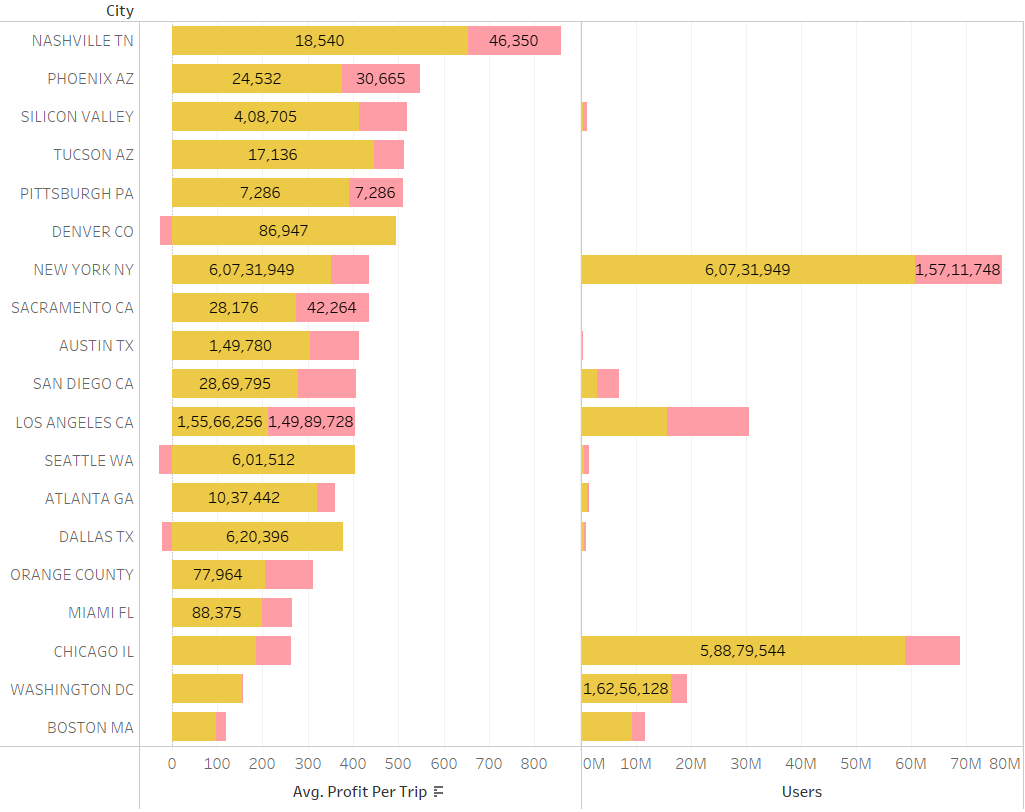 City
NASHVILLE TN 18,540 46,350
PHOENIX AZ 24,532 30,665
SILICON VALLEY 4,08,705
TUCSON AZ 17,136
PITTSBURGH PA 7,286 7,286
DENVER CO 86,947
NEW YORK NY 6,07,31,949 6,07,31,949 1,57,11,748
SACRAMENTO CA 28,176 42,264
AUSTIN TX 1,49,780
SAN DIEGO CA 28,69,795
LOS ANGELES CA 1,55,66,256 1,49,89,728
SEATTLE WA 6,01,512
ATLANTA GA 10,37,442
DALLAS TX 6,20,396
ORANGE COUNTY 77,964
MIAMI FL 88,375
CHICAGO IL 5,88,79,544
WASHINGTON DC 1,62,56,128
BOSTON MA
0 100 200 300 400 500 600 700 800 0M 10M 20M 30M 40M 50M 60M 70M 80M
Avg. Profit Per Trip Users